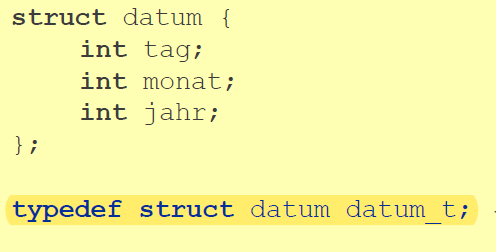 struct datum {
int tag;
int monat;
int jahr;
};
typedef struct datum datum_t;